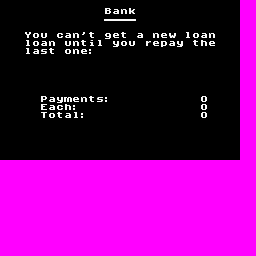 Bank
You can't get a new loan
loan until you repay the
last one:
Payments: 0
Each: 0
Total: 0